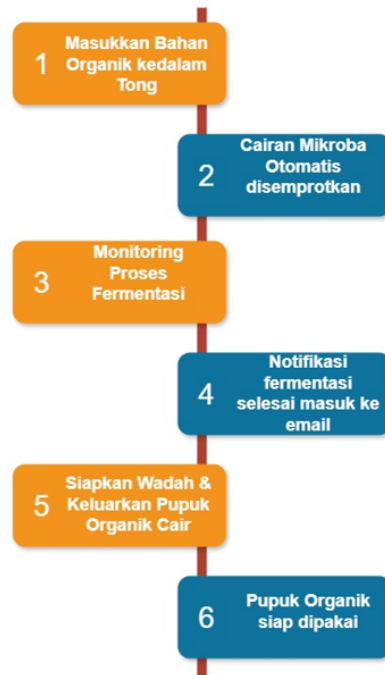 1
Masukkan Bahan
Organik kedalam
Tong
2
Cairan Mikroba
Otomatis
disemprotkan
3
Monitoring
Proses
Fermentasi
4
Notifikasi
fermentasi
selesai masuk ke
email
5
Siapkan Wadah &
Keluarkan Pupuk
Organik Cair
6
Pupuk Organik
siap dipakai